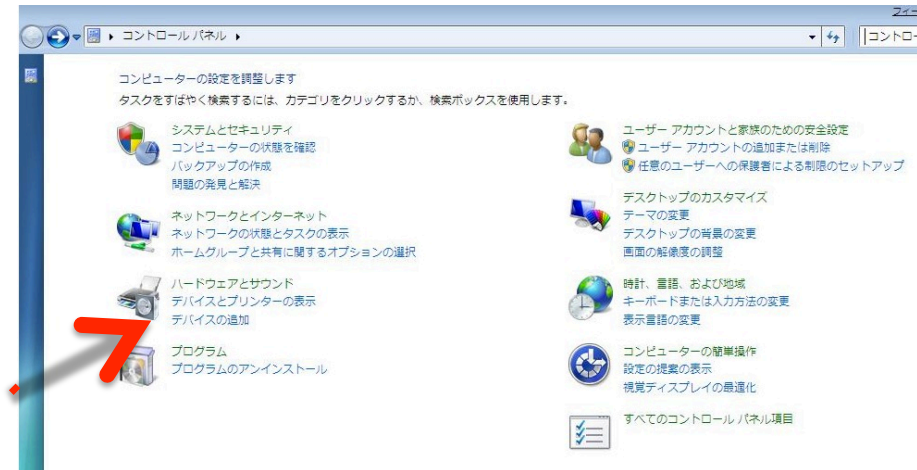 フィー
コントロール パネル
コントロー
コンピューターの設定を調整します
タスクをすばやく検索するには、カテゴリをクリックするか、検索ボックスを使用します。
システムとセキュリティ
コンピューターの状態を確認
バックアップの作成
問題の発見と解決
ネットワークとインターネット
ネットワークの状態とタスクの表示
ホームグループと共有に関するオプションの選択
ハードウェアとサウンド
デバイスとプリンターの表示
デバイスの追加
プログラム
プログラムのアンインストール
ユーザー アカウントと家族のための安全設定
ユーザー アカウントの追加または削除
任意のユーザーへの保護者による制限のセットアップ
デスクトップのカスタマイズ
テーマの変更
デスクトップの背景の変更
画面の解像度の調整
時計、言語、および地域
キーボードまたは入力方法の変更
表示言語の変更
コンピューターの簡単操作
設定の提案の表示
視覚ディスプレイの最適化
すべてのコントロール パネル項目